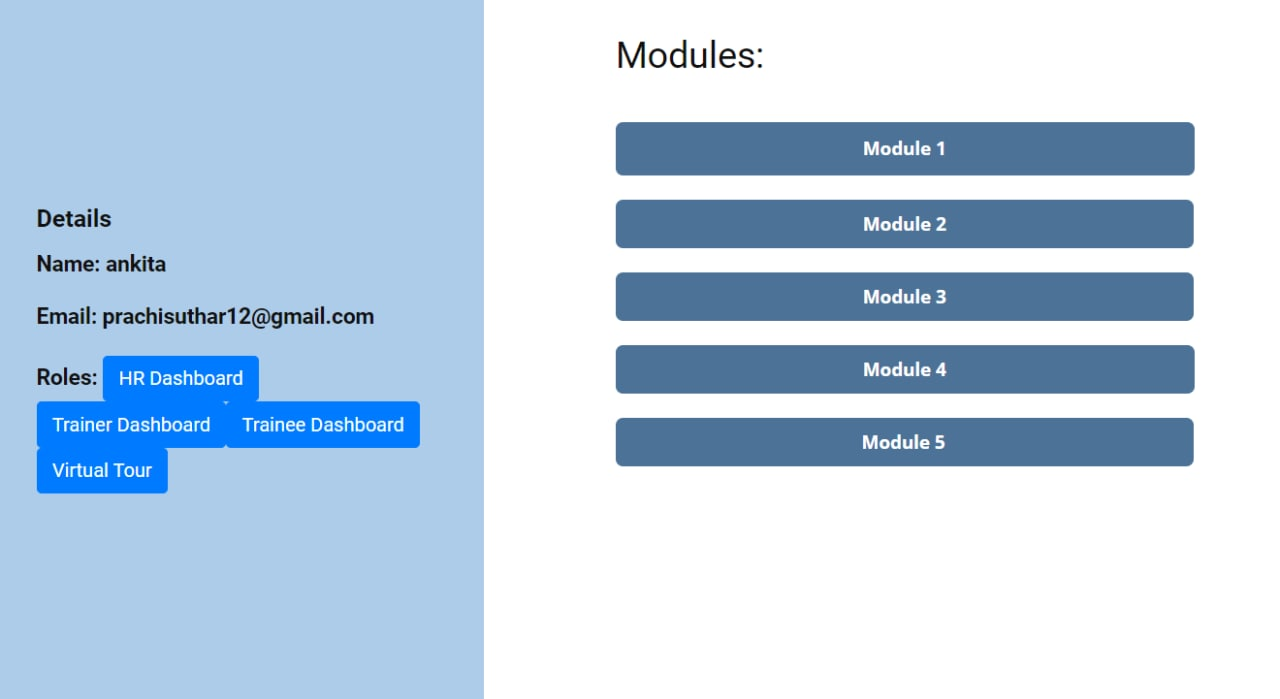 Details
Name: ankita
Email: prachisuthar12@gmail.com
Roles: HR Dashboard
Trainer Dashboard Trainee Dashboard
Virtual Tour
Modules:
Module 1
Module 2
Module 3
Module 4
Module 5